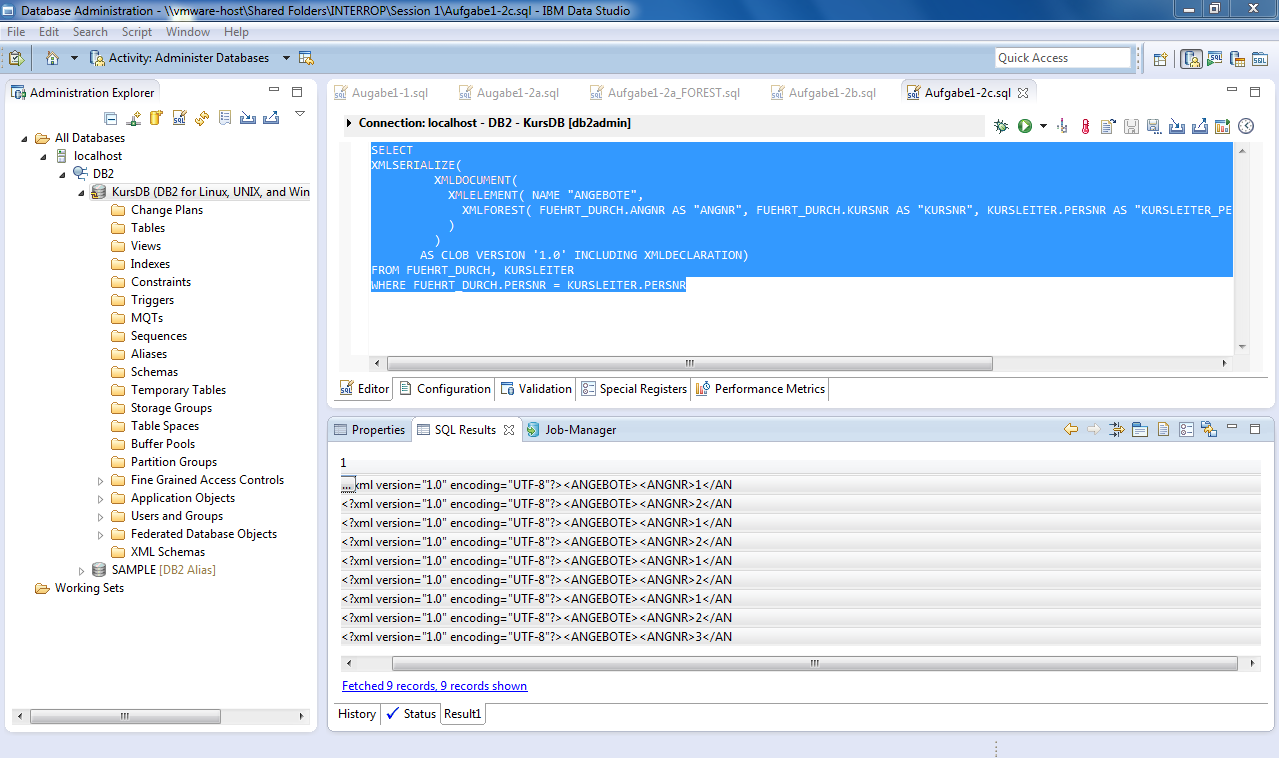 Database Administration - \\vmware-host\Shared Folders\INTERROP\Session 1\Aufgabe1-2c.sql - IBM Data Studio
File Edit Search Script Window Help
Activity: Administer Databases
Quick Access
Administration Explorer
All Databases
localhost
DB2
KursDB (DB2 for Linux, UNIX, and Win
Change Plans
Tables
Views
Indexes
Constraints
Triggers
MQTs
Sequences
Aliases
Schemas
Temporary Tables
Storage Groups
Table Spaces
Buffer Pools
Partition Groups
Fine Grained Access Controls
Application Objects
Users and Groups
Federated Database Objects
XML Schemas
SAMPLE [DB2 Alias]
Working Sets
Augabe1-1.sql Augabe1-2a.sql Aufgabe1-2a_FOREST.sql Aufgabe1-2b.sql Aufgabe1-2c.sql
Connection: localhost - DB2 - KursDB [db2admin]
SELECT
XMLSERIALIZE(
XMLDOCUMENT(
XMLELEMENT( NAME "ANGEBOTE",
XMLFOREST( FUEHRT_DURCH.ANGNR AS "ANGNR", FUEHRT_DURCH.KURSNR AS "KURSNR", KURSLEITER.PERSNR AS "KURSLEITER_PE
)
)
AS CLOB VERSION '1.0' INCLUDING XMLDECLARATION)
FROM FUEHRT_DURCH, KURSLEITER
WHERE FUEHRT_DURCH.PERSNR = KURSLEITER.PERSNR
Editor Configuration Validation Special Registers Performance Metrics
Properties SQL Results Job-Manager
1
...xml version="1.0" encoding="UTF-8"?><ANGEBOTE><ANGNR>1</AN
<?xml version="1.0" encoding="UTF-8"?><ANGEBOTE><ANGNR>2</AN
<?xml version="1.0" encoding="UTF-8"?><ANGEBOTE><ANGNR>1</AN
<?xml version="1.0" encoding="UTF-8"?><ANGEBOTE><ANGNR>2</AN
<?xml version="1.0" encoding="UTF-8"?><ANGEBOTE><ANGNR>1</AN
<?xml version="1.0" encoding="UTF-8"?><ANGEBOTE><ANGNR>2</AN
<?xml version="1.0" encoding="UTF-8"?><ANGEBOTE><ANGNR>1</AN
<?xml version="1.0" encoding="UTF-8"?><ANGEBOTE><ANGNR>2</AN
<?xml version="1.0" encoding="UTF-8"?><ANGEBOTE><ANGNR>3</AN
Fetched 9 records, 9 records shown
History Status Result1